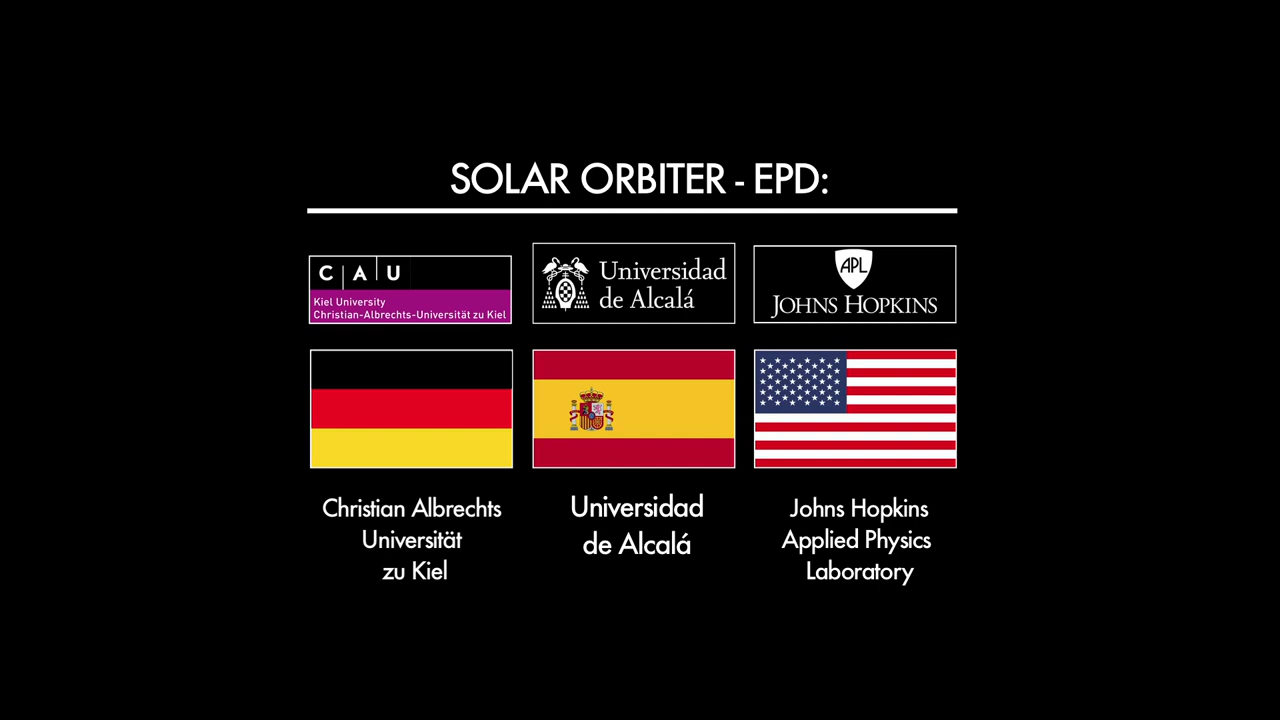 SOLAR ORBITER - EPD:
C A U
Kiel University
Christian-Albrechts-Universität zu Kiel
Universidad
de Alcalá
APL
JOHNS HOPKINS
Christian Albrechts
Universität
zu Kiel
Universidad
de Alcalá
Johns Hopkins
Applied Physics
Laboratory